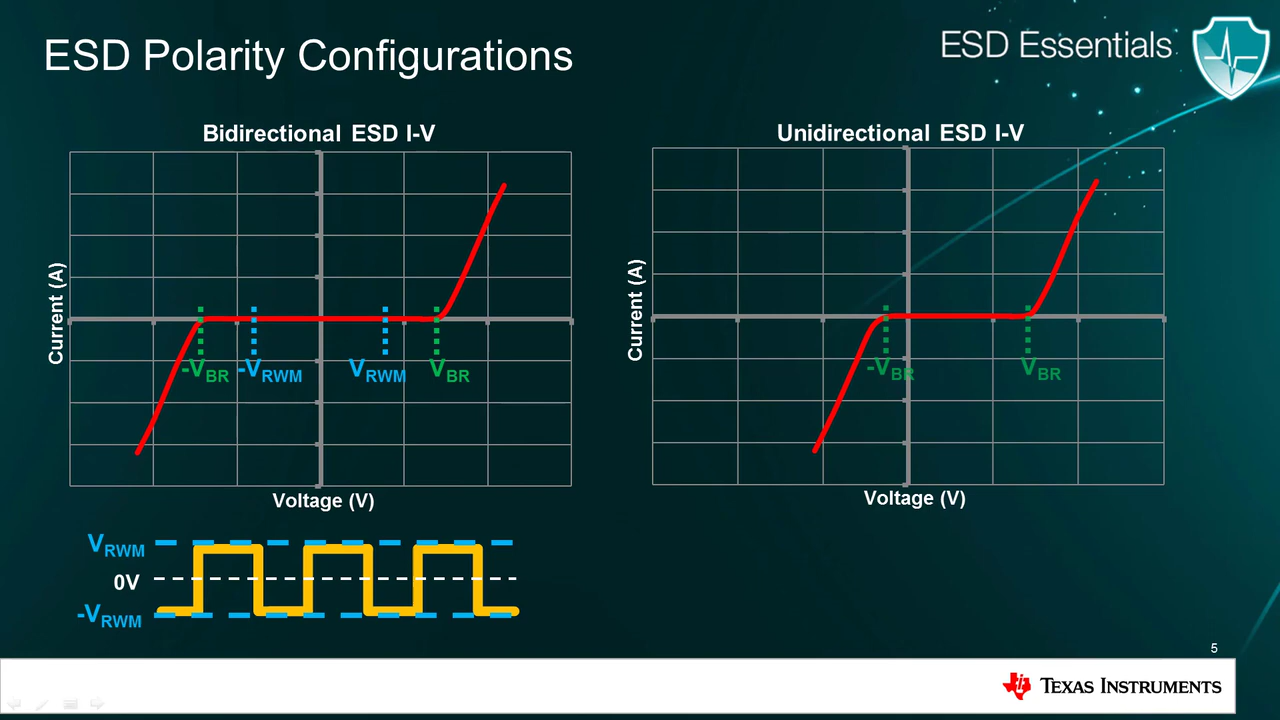 ESD Polarity Configurations
ESD Essentials
Bidirectional ESD I-V
Current (A)
-VBR
-VRWM
VRWM
VBR
Voltage (V)
Unidirectional ESD I-V
Current (A)
-VBR
VBR
Voltage (V)
VRWM
0V
-VRWM
5
TEXAS INSTRUMENTS